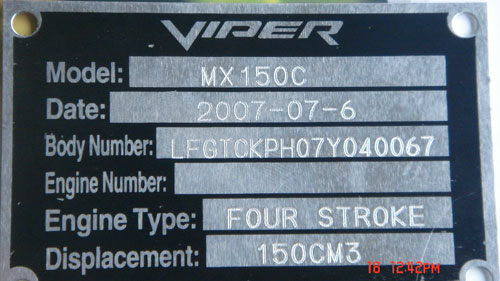 VIPER
Model: MX150C
Date: 2007-07-6
Body Number: LFGTCKPH07Y040067
Engine Number:
Engine Type: FOUR STROKE
Displacement: 150CM3
18 12:42PM